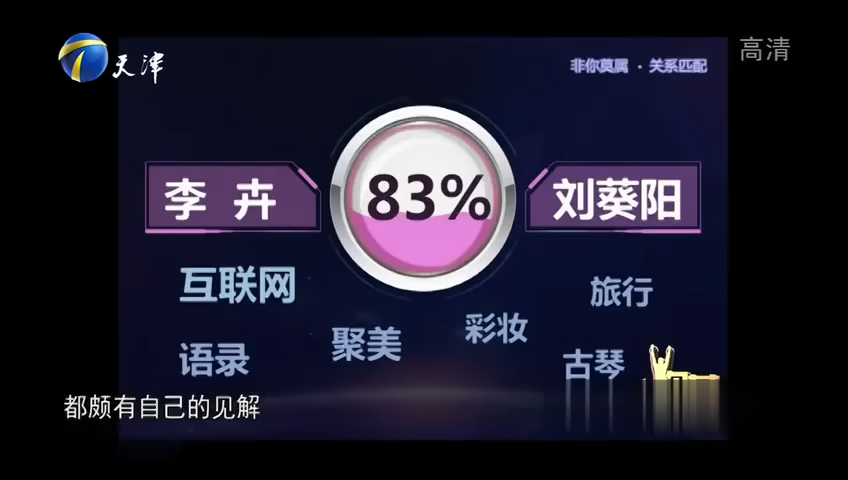 天津
高清
非你莫属·关系匹配
李卉
83%
刘葵阳
互联网
旅行
彩妆
聚美
语录
古琴
都颇有自己的见解